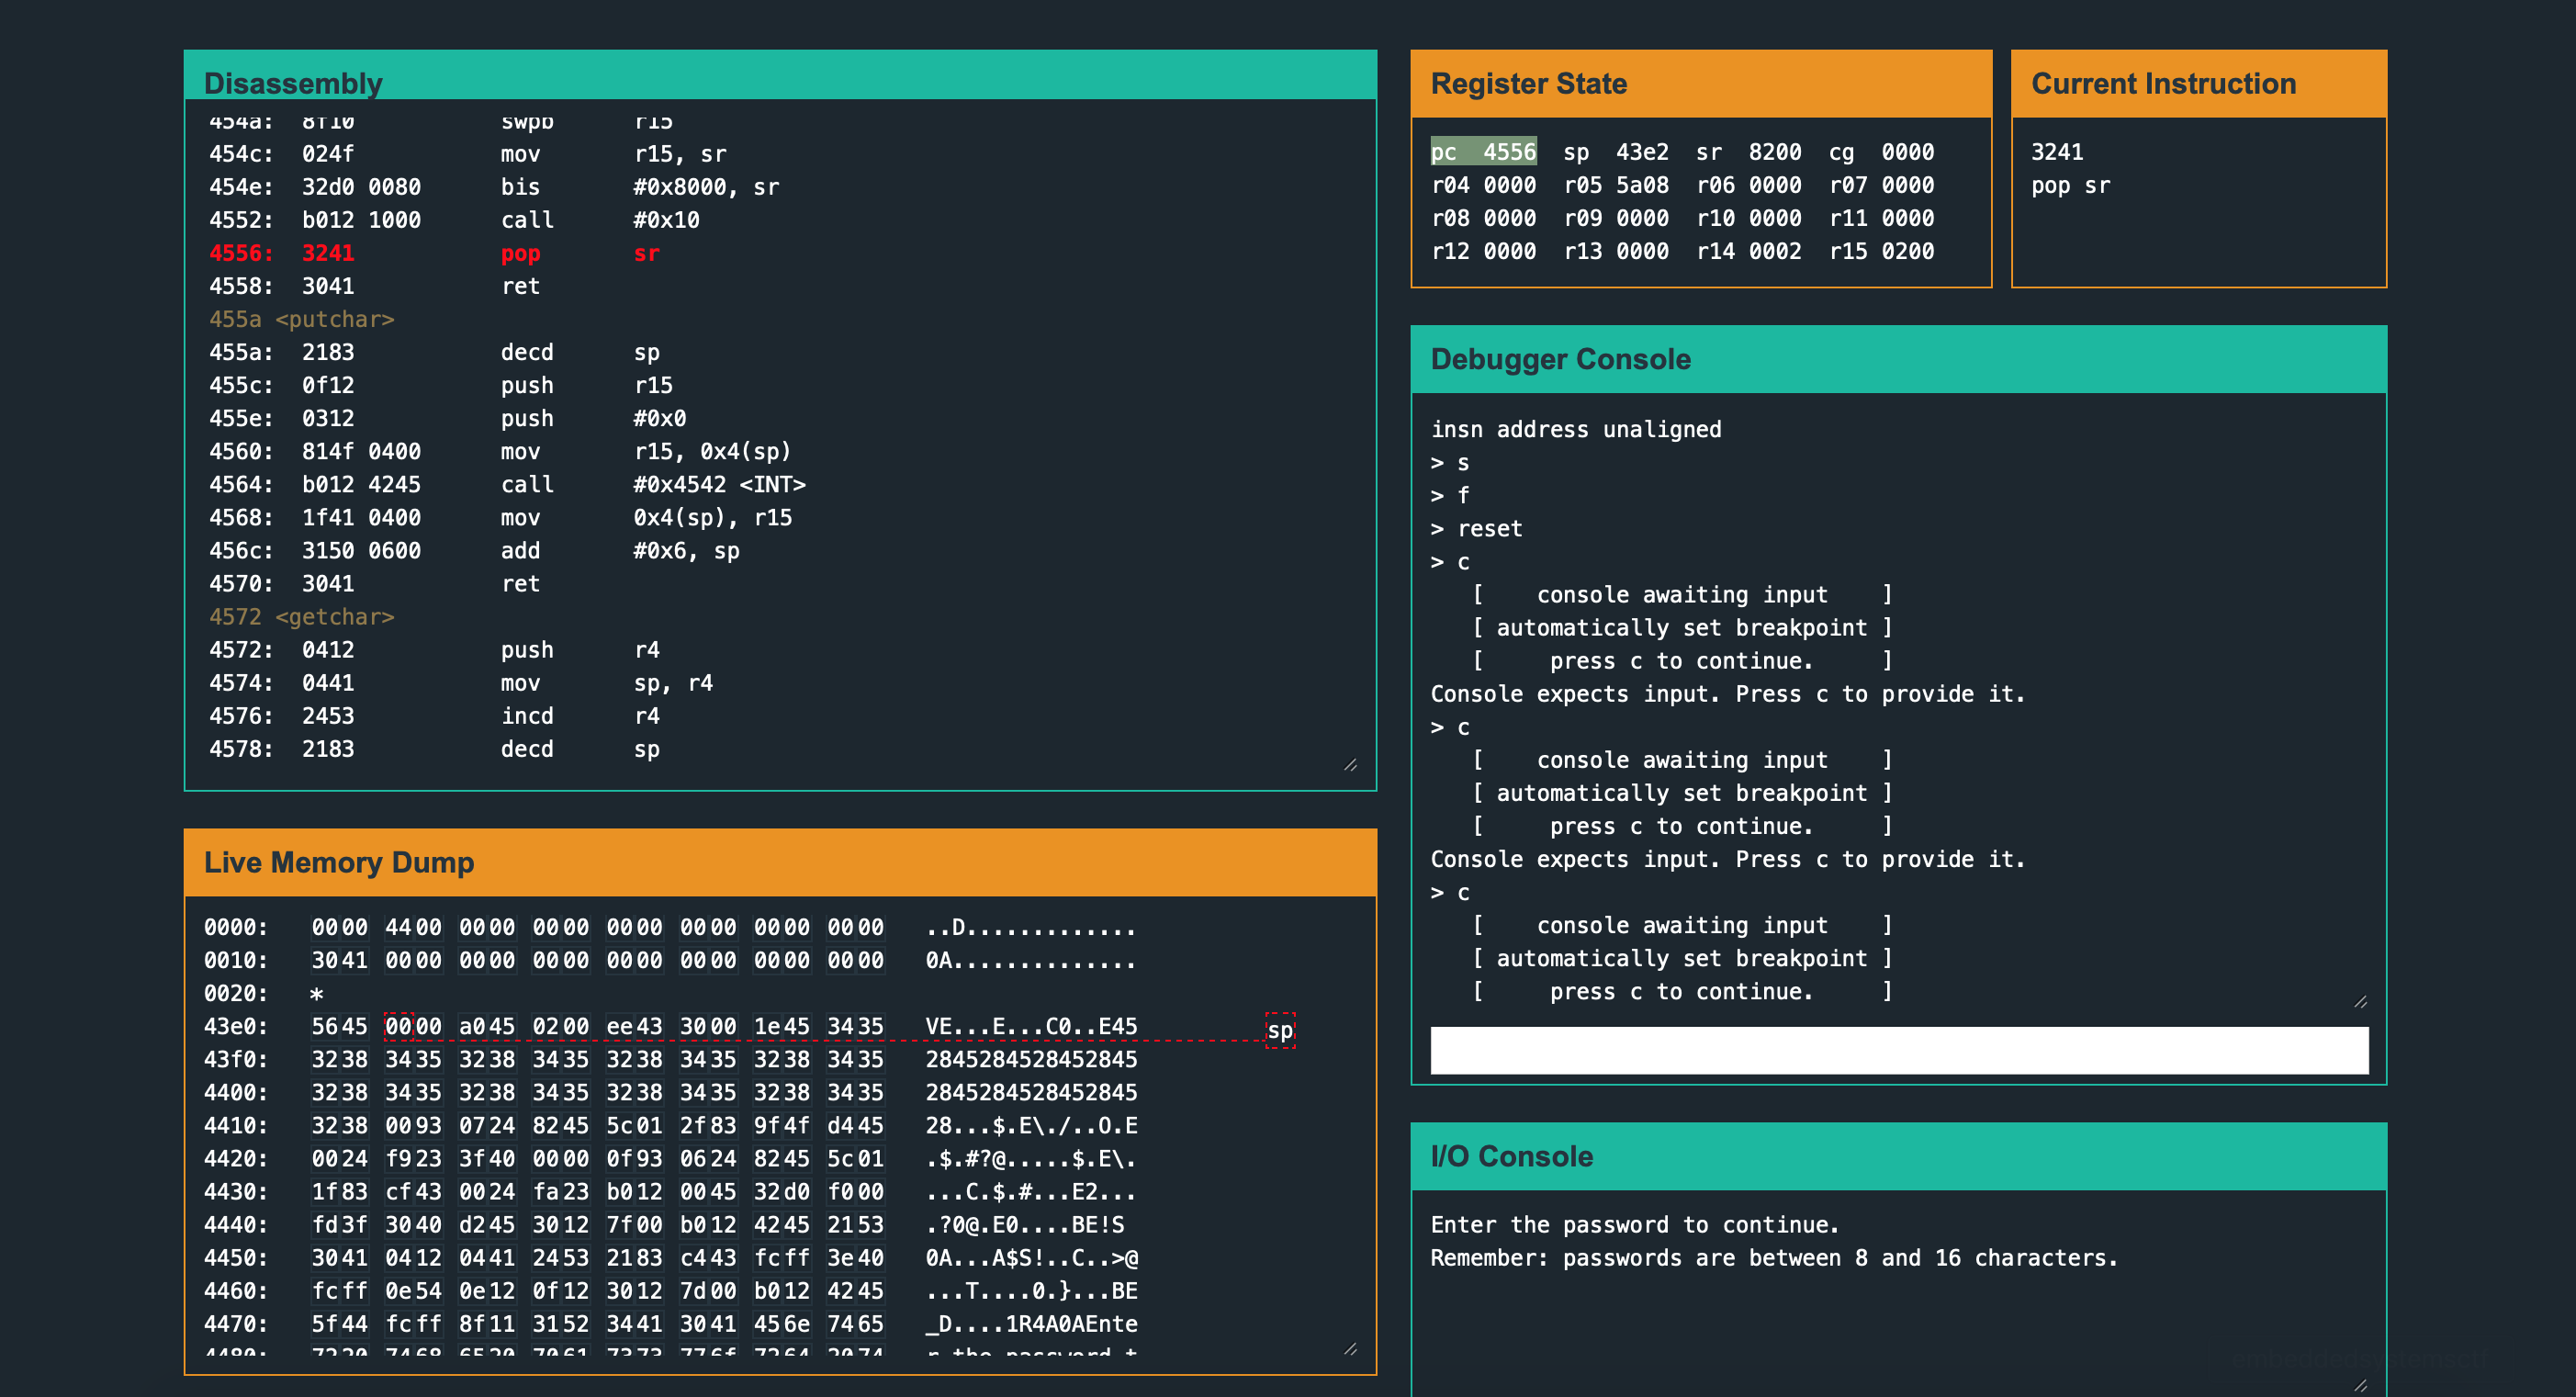 Disassembly
454a: 8f10 swpb r15
454c: 024f mov r15, sr
454e: 32d0 0080 bis #0x8000, sr
4552: b012 1000 call #0x10
4556: 3241 pop sr
4558: 3041 ret
455a <putchar>
455a: 2183 decd sp
455c: 0f12 push r15
455e: 0312 push #0x0
4560: 814f 0400 mov r15, 0x4(sp)
4564: b012 4245 call #0x4542 <INT>
4568: 1f41 0400 mov 0x4(sp), r15
456c: 3150 0600 add #0x6, sp
4570: 3041 ret
4572 <getchar>
4572: 0412 push r4
4574: 0441 mov sp, r4
4576: 2453 incd r4
4578: 2183 decd sp
Live Memory Dump
0000: 0000 4400 0000 0000 0000 0000 0000 0000 ..D.............
0010: 3041 0000 0000 0000 0000 0000 0000 0000 0A..............
0020: *
43e0: 5645 0000 a045 0200 ee43 3000 1e45 3435 VE...E...C0..E45 sp
43f0: 3238 3435 3238 3435 3238 3435 3238 3435 2845284528452845
4400: 3238 3435 3238 3435 3238 3435 3238 3435 2845284528452845
4410: 3238 0093 0724 8245 5c01 2f83 9f4f d445 28...$.E\./..O.E
4420: 0024 f923 3f40 0000 0f93 0624 8245 5c01 .$.#?@.....$.E\.
4430: 1f83 cf43 0024 fa23 b012 0045 32d0 f000 ...C.$.#...E2...
4440: fd3f 3040 d245 3012 7f00 b012 4245 2153 .?0@.E0....BE!S
4450: 3041 0412 0441 2453 2183 c443 fcff 3e40 0A...A$S!..C..>@
4460: fcff 0e54 0e12 0f12 3012 7d00 b012 4245 ...T....0.}...BE
4470: 5f44 fcff 8f11 3152 3441 3041 456e 7465 _D....1R4A0AEnte
4480: 7220 7468 6520 7061 7373 776f 7264 2074 r the password t
Register State
pc 4556 sp 43e2 sr 8200 cg 0000
r04 0000 r05 5a08 r06 0000 r07 0000
r08 0000 r09 0000 r10 0000 r11 0000
r12 0000 r13 0000 r14 0002 r15 0200
Current Instruction
3241
pop sr
Debugger Console
insn address unaligned
> s
> f
> reset
> c
[ console awaiting input ]
[ automatically set breakpoint ]
[ press c to continue. ]
Console expects input. Press c to provide it.
> c
[ console awaiting input ]
[ automatically set breakpoint ]
[ press c to continue. ]
Console expects input. Press c to provide it.
> c
[ console awaiting input ]
[ automatically set breakpoint ]
[ press c to continue. ]
I/O Console
Enter the password to continue.
Remember: passwords are between 8 and 16 characters.